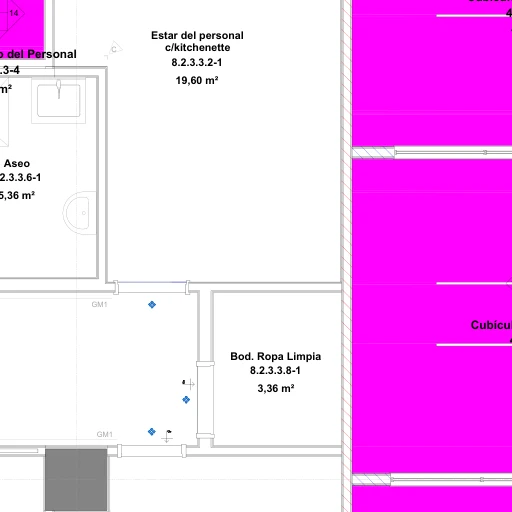 14
C
Estar del personal
c/kitchenette
8.2.3.3.2-1
19,60 m²
o del Personal
.3-4
m²
Aseo
2.3.3.6-1
5,36 m²
GM1
Bod. Ropa Limpia
8.2.3.3.8-1
3,36 m²
GM1
Cubícul